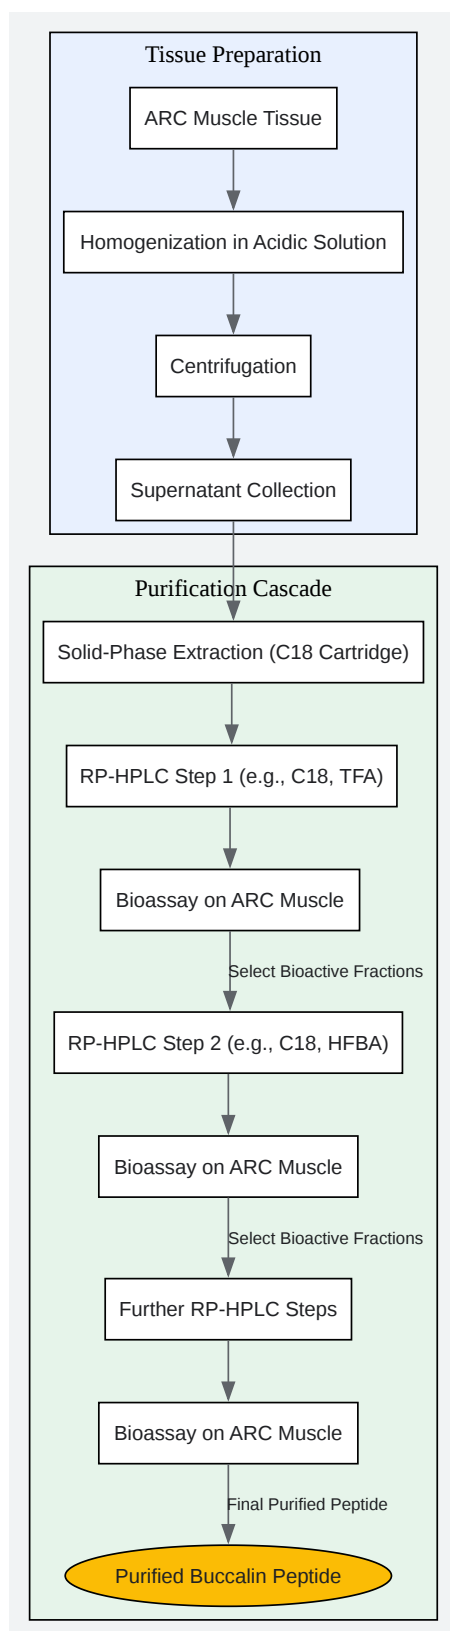 Tissue Preparation
ARC Muscle Tissue
Homogenization in Acidic Solution
Centrifugation
Supernatant Collection
Purification Cascade
Solid-Phase Extraction (C18 Cartridge)
RP-HPLC Step 1 (e.g., C18, TFA)
Bioassay on ARC Muscle
Select Bioactive Fractions
RP-HPLC Step 2 (e.g., C18, HFBA)
Bioassay on ARC Muscle
Select Bioactive Fractions
Further RP-HPLC Steps
Bioassay on ARC Muscle
Final Purified Peptide
Purified Buccalin Peptide